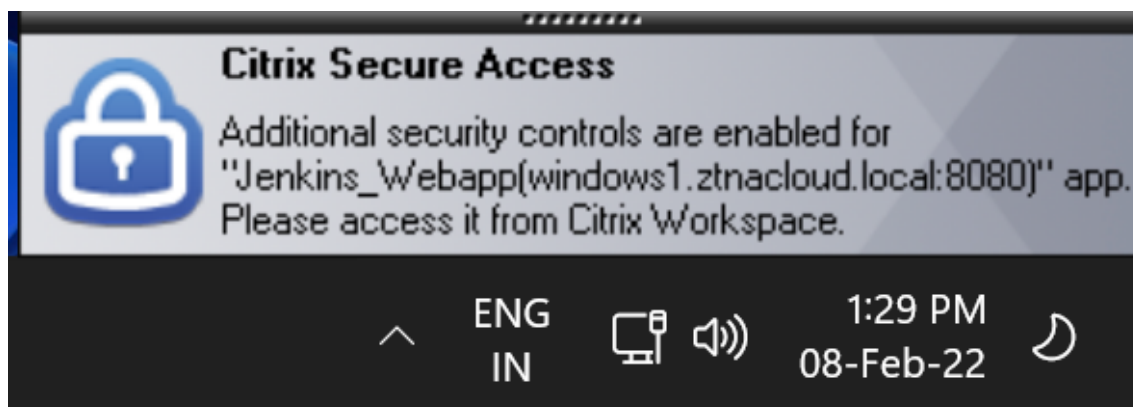 Citrix Secure Access
Additional security controls are enabled for
"Jenkins_Webapp(windows1.ztnacloud.local:8080)" app.
Please access it from Citrix Workspace.
ENG
IN
1:29 PM
08-Feb-22